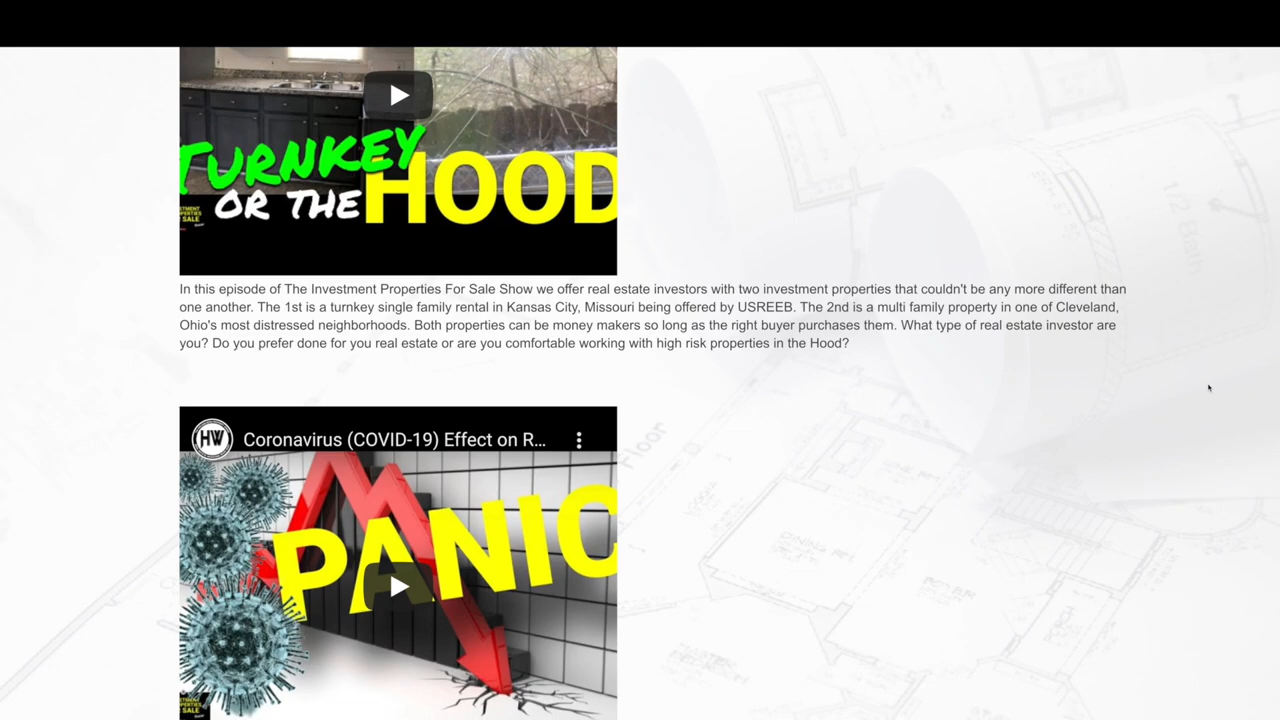 TURNKEY
OR THE HOOD
In this episode of The Investment Properties For Sale Show we offer real estate investors with two investment properties that couldn't be any more different than
one another. The 1st is a turnkey single family rental in Kansas City, Missouri being offered by USREEB. The 2nd is a multi family property in one of Cleveland,
Ohio's most distressed neighborhoods. Both properties can be money makers so long as the right buyer purchases them. What type of real estate investor are
you? Do you prefer done for you real estate or are you comfortable working with high risk properties in the Hood?
HW Coronavirus (COVID-19) Effect on R...
PANIC
1/2 Bath
Floor
DINING R